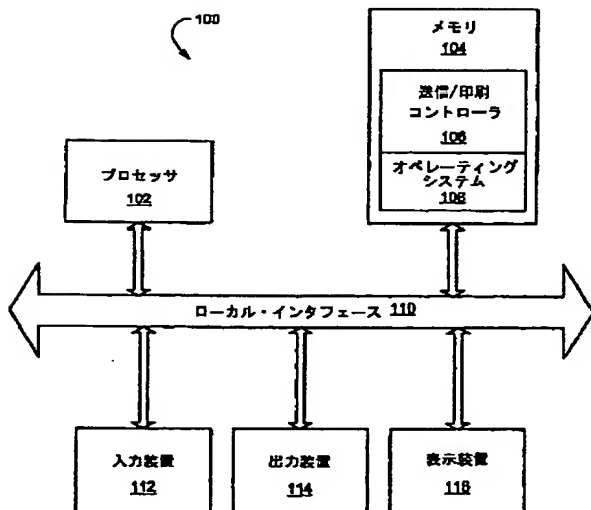 100
メモリ
104
送信/印刷
コントローラ
106
オペレーティング
システム
108
プロセッサ
102
ローカル・インタフェース 110
入力装置
112
出力装置
114
表示装置
116